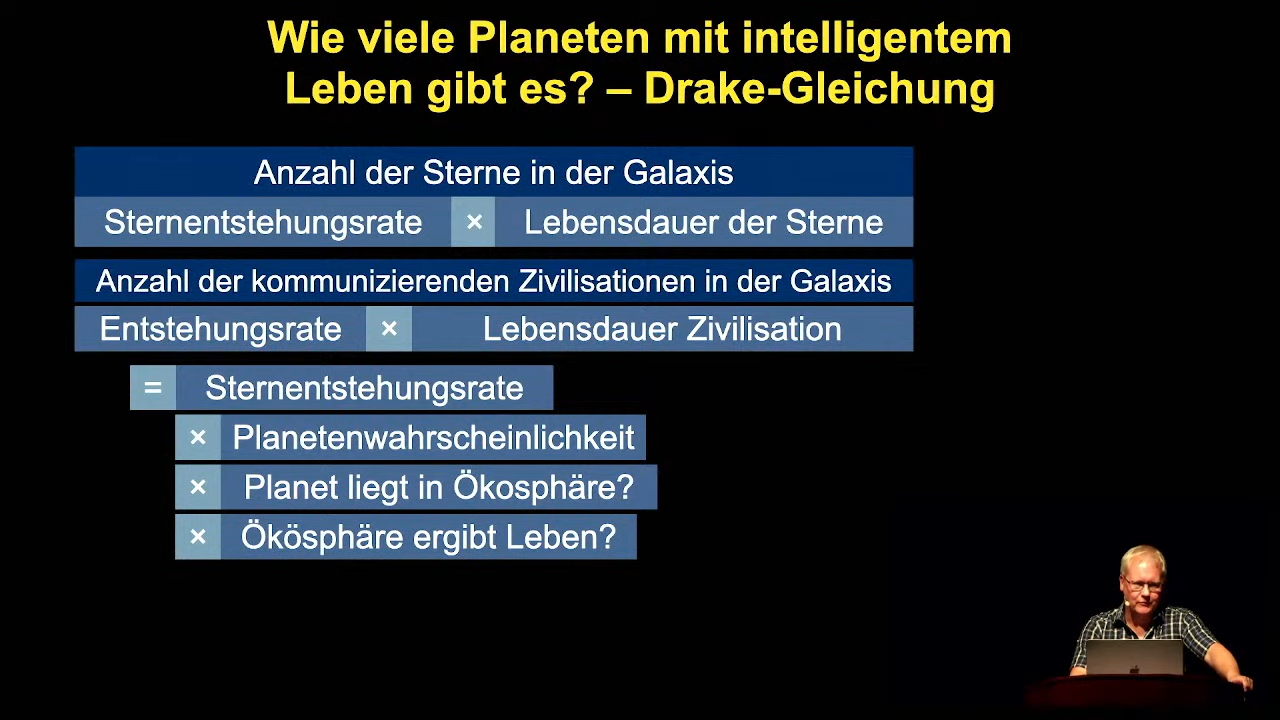 Wie viele Planeten mit intelligentem
Leben gibt es? – Drake-Gleichung
Anzahl der Sterne in der Galaxis
Sternentstehungsrate × Lebensdauer der Sterne
Anzahl der kommunizierenden Zivilisationen in der Galaxis
Entstehungsrate × Lebensdauer Zivilisation
= Sternentstehungsrate
× Planetenwahrscheinlichkeit
× Planet liegt in Ökosphäre?
× Ökösphäre ergibt Leben?